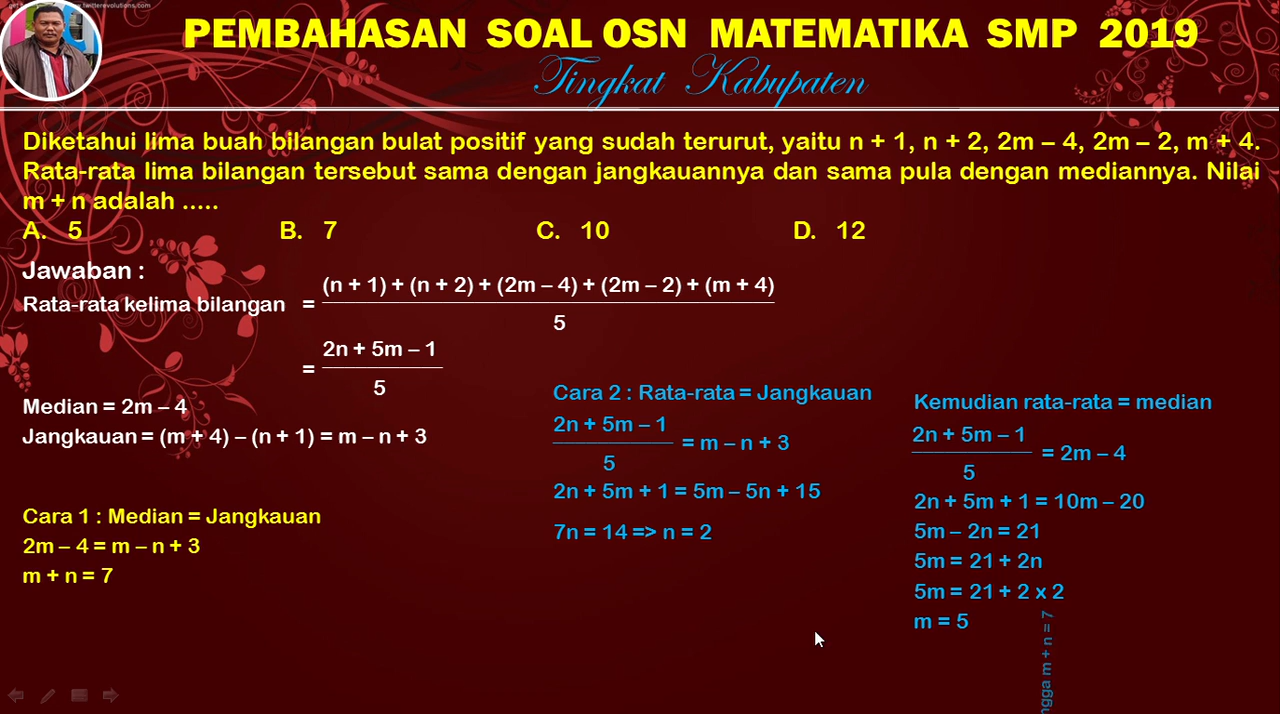 PEMBAHASAN SOAL OSN MATEMATIKA SMP 2019
Tingkat Kabupaten
Diketahui lima buah bilangan bulat positif yang sudah terurut, yaitu n + 1, n + 2, 2m – 4, 2m – 2, m + 4.
Rata-rata lima bilangan tersebut sama dengan jangkauannya dan sama pula dengan mediannya. Nilai
m + n adalah .....
A. 5 B. 7 C. 10 D. 12
Jawaban :
Rata-rata kelima bilangan =
(n + 1) + (n + 2) + (2m – 4) + (2m – 2) + (m + 4)
5
=
2n + 5m – 1
5
Median = 2m – 4
Jangkauan = (m + 4) – (n + 1) = m – n + 3
Cara 1 : Median = Jangkauan
2m – 4 = m – n + 3
m + n = 7
Cara 2 : Rata-rata = Jangkauan
2n + 5m – 1
5
= m – n + 3
2n + 5m + 1 = 5m – 5n + 15
7n = 14 => n = 2
Kemudian rata-rata = median
2n + 5m – 1
5
= 2m – 4
2n + 5m + 1 = 10m – 20
5m – 2n = 21
5m = 21 + 2n
5m = 21 + 2 x 2
m = 5
ngga m + n = 7